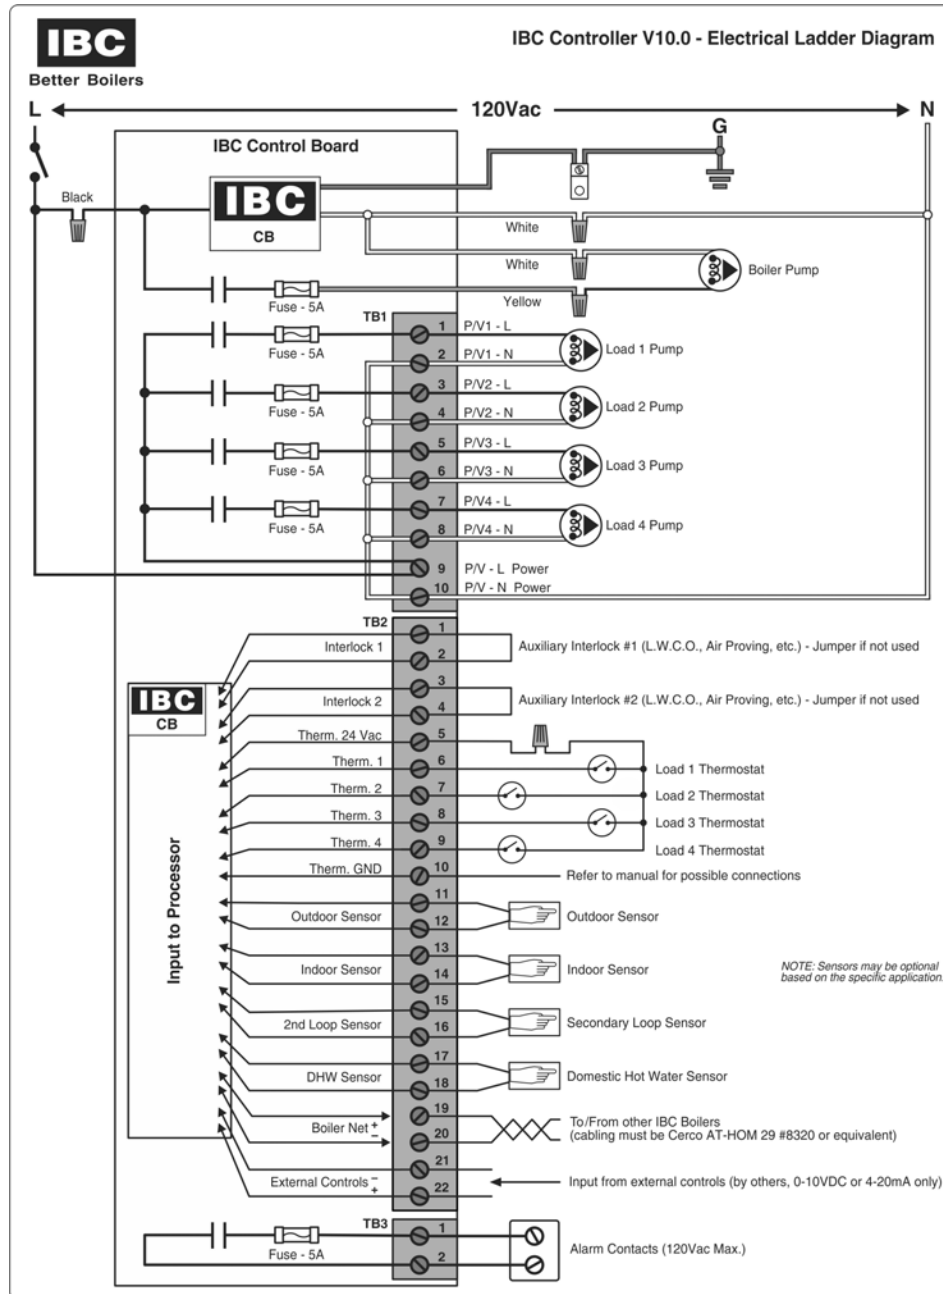 IBC
Better Boilers
IBC Controller V10.0 - Electrical Ladder Diagram
L
120Vac
N
G
IBC Control Board
Black
IBC
CB
White
White
Boiler Pump
Yellow
Fuse - 5A
TB1
1 P/V1 - L
Fuse - 5A
Load 1 Pump
2 P/V1 - N
3 P/V2 - L
Fuse - 5A
Load 2 Pump
4 P/V2 - N
5 P/V3 - L
Fuse - 5A
Load 3 Pump
6 P/V3 - N
7 P/V4 - L
Fuse - 5A
Load 4 Pump
8 P/V4 - N
9 P/V - L Power
10 P/V - N Power
TB2
1
Interlock 1
Auxiliary Interlock #1 (L.W.C.O., Air Proving, etc.) - Jumper if not used
2
3
IBC
CB
Interlock 2
Auxiliary Interlock #2 (L.W.C.O., Air Proving, etc.) - Jumper if not used
4
Therm. 24 Vac 5
Therm. 1 6 Load 1 Thermostat
Therm. 2 7 Load 2 Thermostat
Therm. 3 8 Load 3 Thermostat
Therm. 4 9 Load 4 Thermostat
Therm. GND 10 Refer to manual for possible connections
Input to Processor
11
Outdoor Sensor 12 Outdoor Sensor
13
Indoor Sensor 14 Indoor Sensor
NOTE: Sensors may be optional
based on the specific application.
15
2nd Loop Sensor 16 Secondary Loop Sensor
17
DHW Sensor 18 Domestic Hot Water Sensor
19
Boiler Net + - 20
To/From other IBC Boilers
(cabling must be Cerco AT-HOM 29 #8320 or equivalent)
21
External Controls - + 22
Input from external controls (by others, 0-10VDC or 4-20mA only)
TB3
1
Fuse - 5A
Alarm Contacts (120Vac Max.)
2